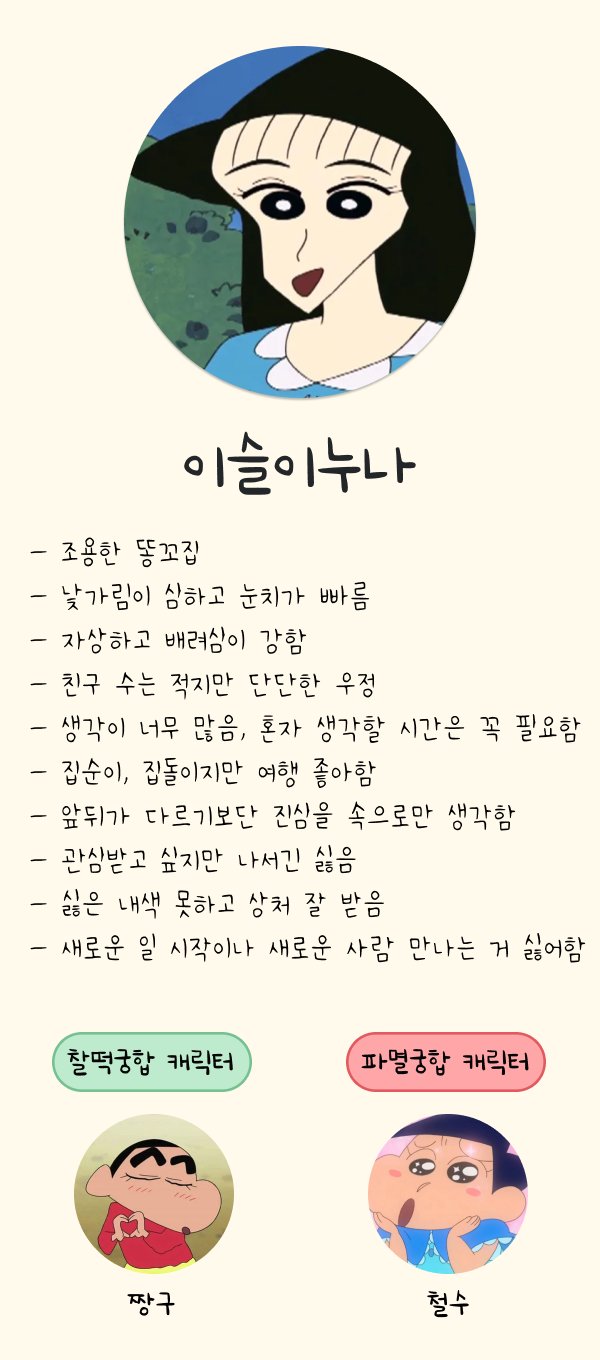 이슬이누나
- 조용한 똥꼬집
- 낯가림이 심하고 눈치가 빠름
- 자상하고 배려심이 강함
- 친구 수는 적지만 단단한 우정
- 생각이 너무 많음, 혼자 생각할 시간은 꼭 필요함
- 집순이, 집돌이지만 여행 좋아함
- 앞뒤가 다르기보단 진심을 속으로만 생각함
- 관심받고 싶지만 나서긴 싫음
- 싫은 내색 못하고 상처 잘 받음
- 새로운 일 시작이나 새로운 사람 만나는 거 싫어함
찰떡궁합 캐릭터
파멸궁합 캐릭터
짱구
철수